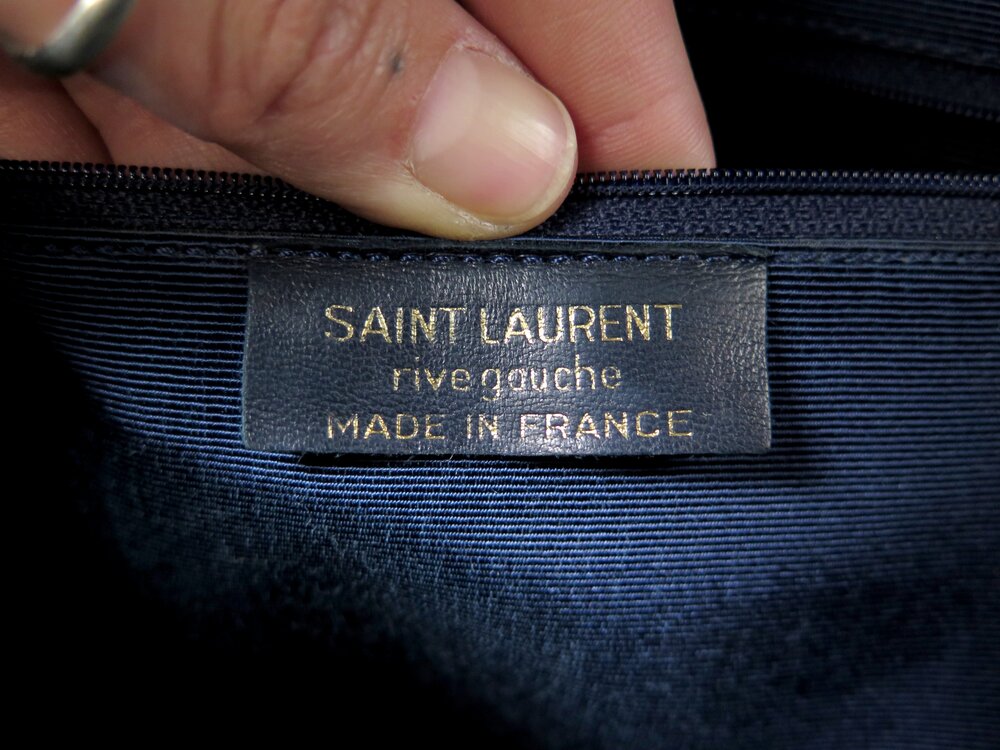 SAINT LAURENT
rive gauche
MADE IN FRANCE